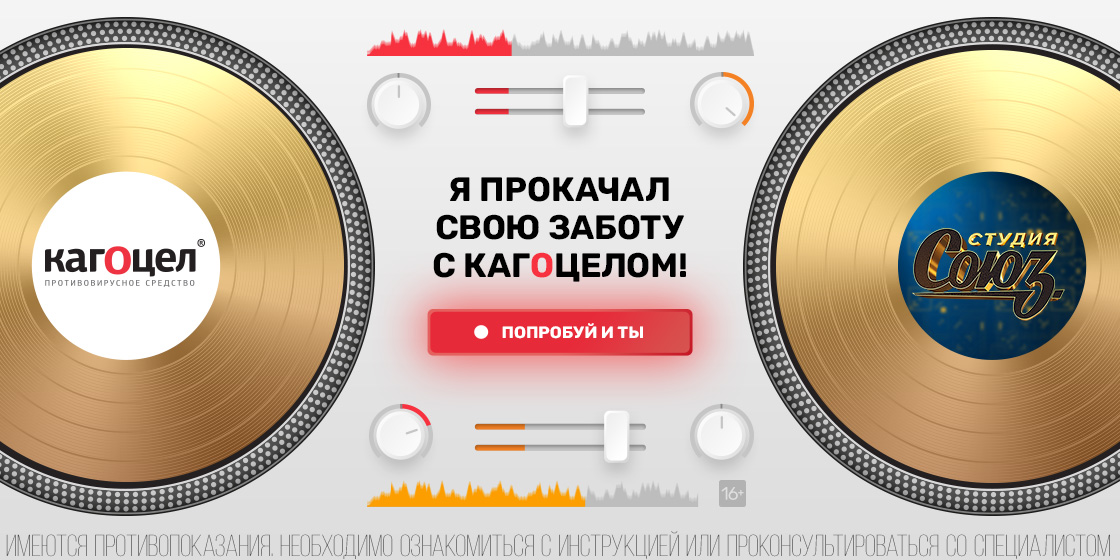 Я ПРОКАЧАЛ
СВОЮ ЗАБОТУ
С КАГОЦЕЛОМ!
кагоцел®
ПРОТИВОВИРУСНОЕ СРЕДСТВО
СТУДИЯ
Союз
ПОПРОБУЙ И ТЫ
16+
ИМЕЮТСЯ ПРОТИВОПОКАЗАНИЯ. НЕОБХОДИМО ОЗНАКОМИТЬСЯ С ИНСТРУКЦИЕЙ ИЛИ ПРОКОНСУЛЬТИРОВАТЬСЯ СО СПЕЦИАЛИСТОМ